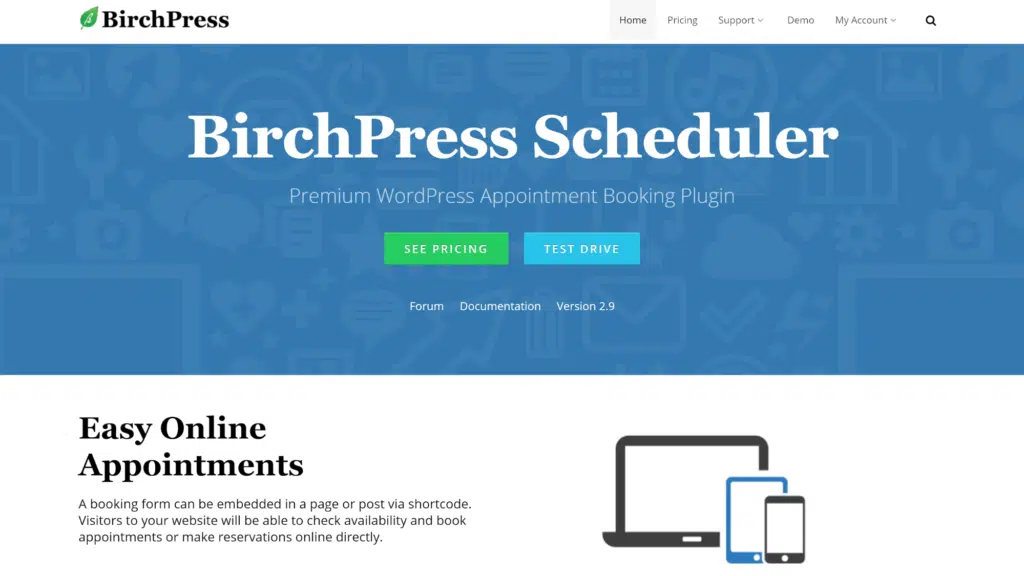 BirchPress
Home Pricing Support Demo My Account
BirchPress Scheduler
Premium WordPress Appointment Booking Plugin
SEE PRICING TEST DRIVE
Forum Documentation Version 2.9
Easy Online
Appointments
A booking form can be embedded in a page or post via shortcode.
Visitors to your website will be able to check availability and book
appointments or make reservations online directly.